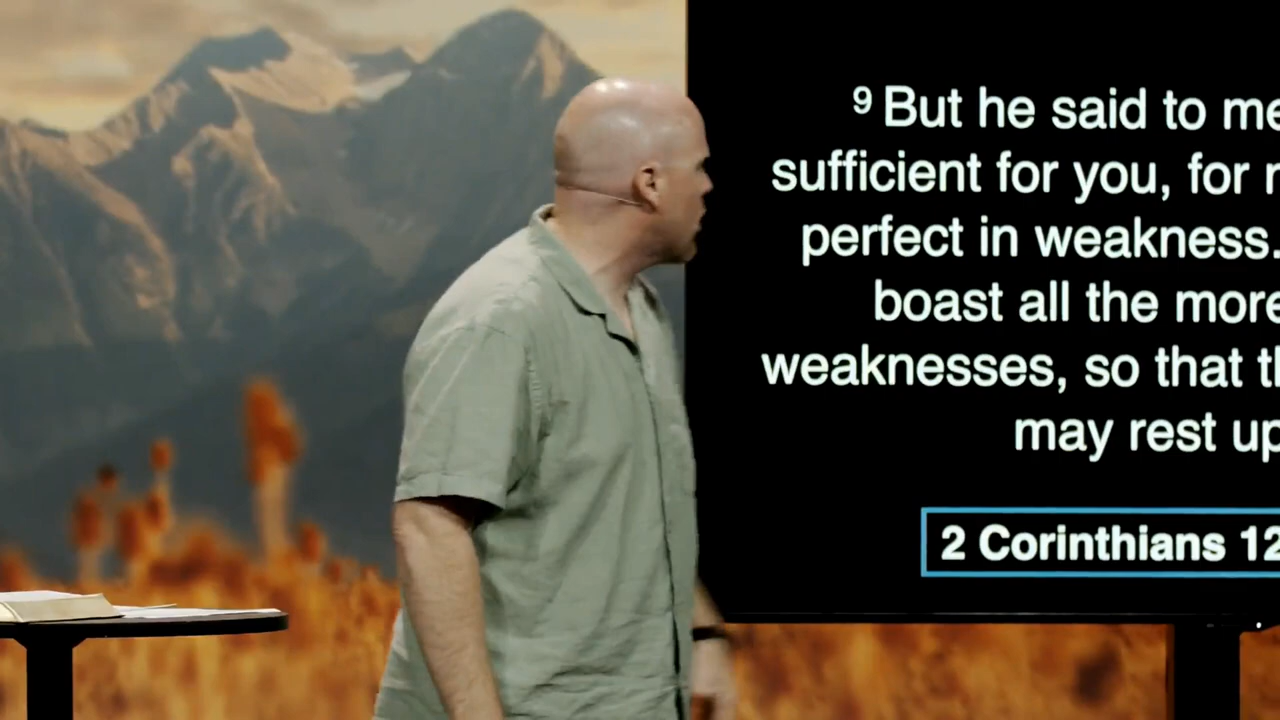 9 But he said to me
sufficient for you, for
perfect in weakness.
boast all the more
weaknesses, so that
may rest up
2 Corinthians 12